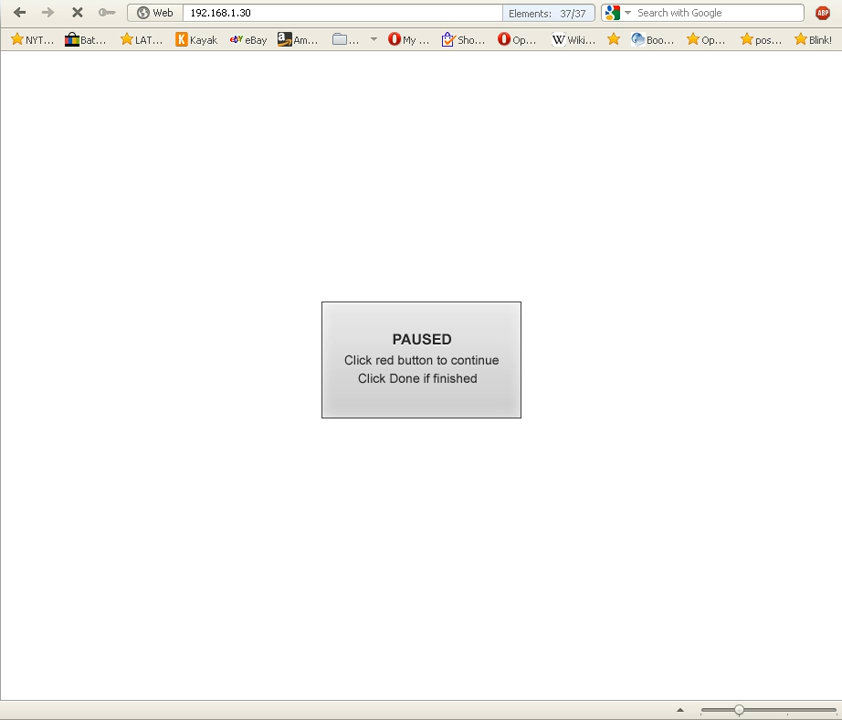 Web 192.168.1.30 Elements: 37/37 Search with Google ABP
NYT... Bat... LAT... Kayak eBay Am... ... My ... Sho... Op... Wiki... Boo... Op... pos... Blink!
PAUSED
Click red button to continue
Click Done if finished